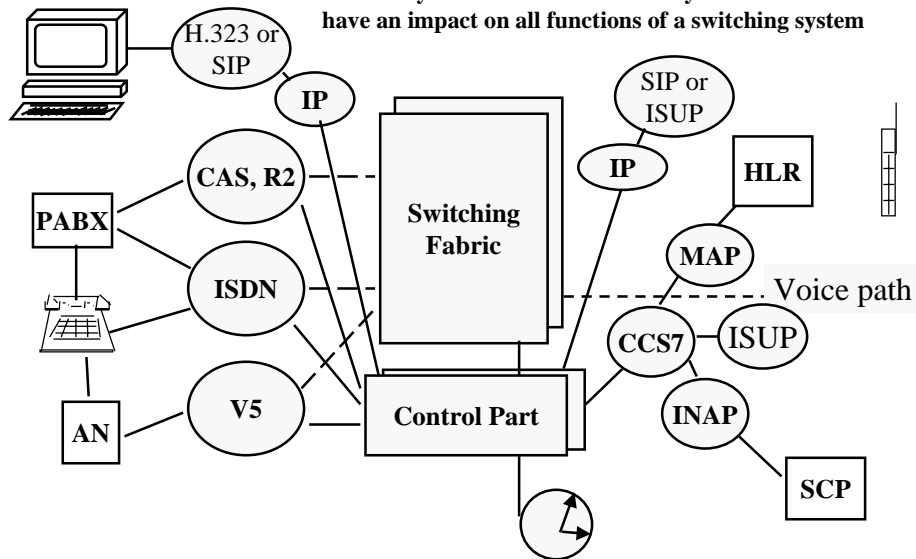 have an impact on all functions of a switching system
H.323 or
SIP
IP
SIP or
ISUP
IP
HLR
CAS, R2
PABX
Switching
Fabric
MAP
ISDN
Voice path
CCS7
ISUP
V5
Control Part
INAP
AN
SCP